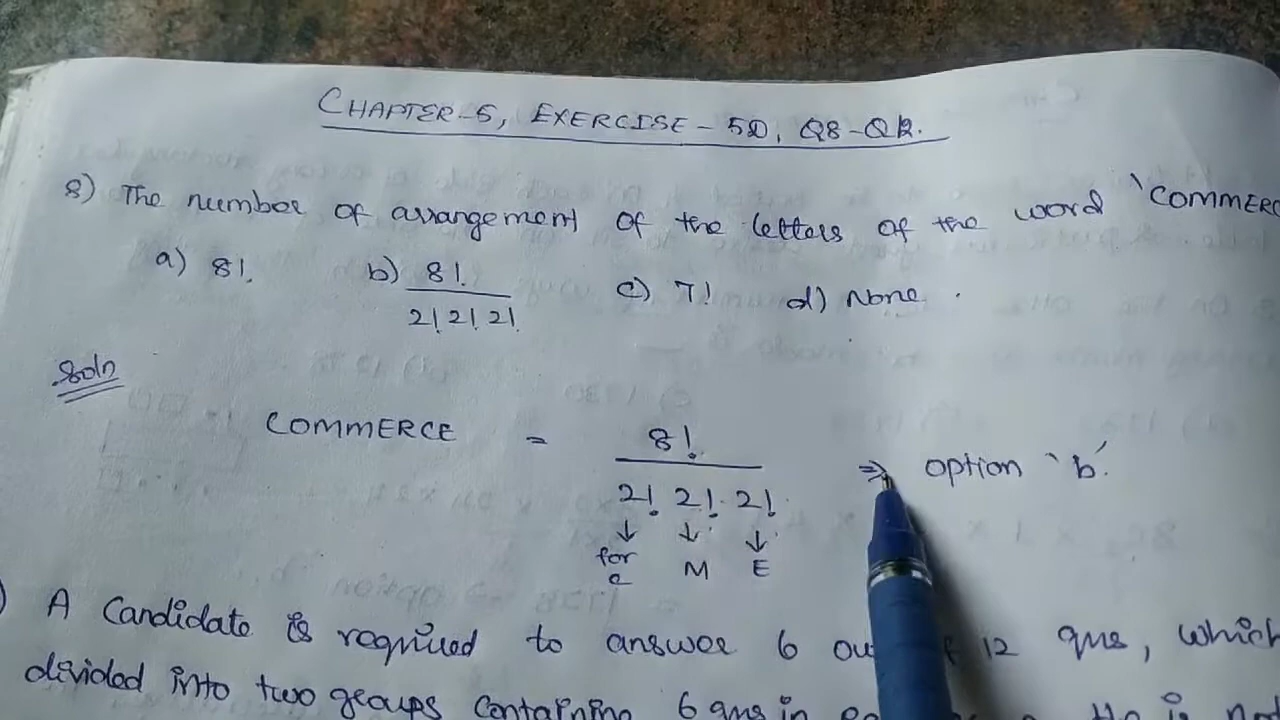 CHAPTER-5, EXERCISE - 5D, Q8-Q12.
8) The number of arrangement of the letters of the word 'COMMERC
a) 8!. b) 8!. / 2! 2! 2!. c) 7! d) None.
Soln
COMMERCE = 8!. / 2! 2!. 2!. ⇒ option 'b'.
↓ ↓ ↓
for C M E
) A Candidate is required to answer 6 ou 12 qns, which
divided into two groups containing 6 qns in